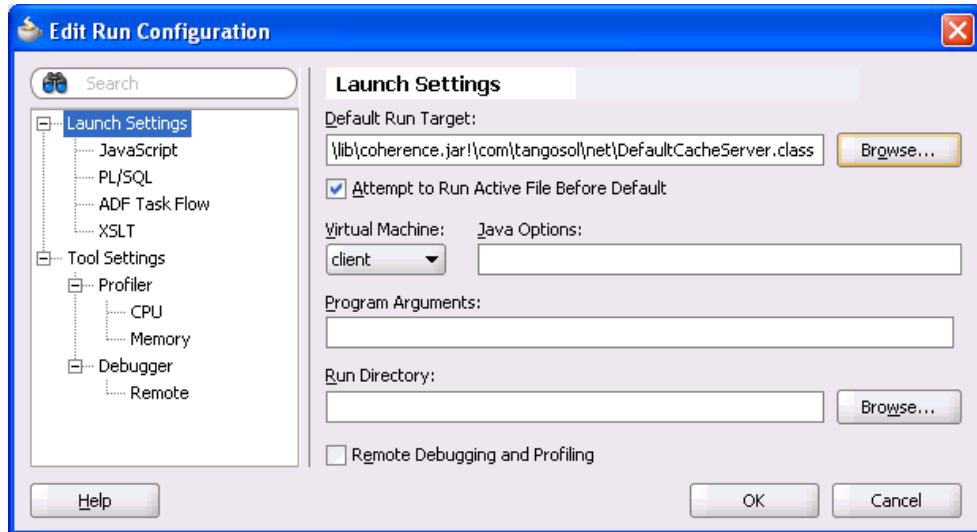 Edit Run Configuration
Search
Launch Settings
JavaScript
PL/SQL
ADF Task Flow
XSLT
Tool Settings
Profiler
CPU
Memory
Debugger
Remote
Launch Settings
Default Run Target:
\lib\coherence.jar!\com\tangosol\net\DefaultCacheServer.class Browse...
Attempt to Run Active File Before Default
Virtual Machine: Java Options:
client
Program Arguments:
Run Directory:
Browse...
Remote Debugging and Profiling
Help OK Cancel